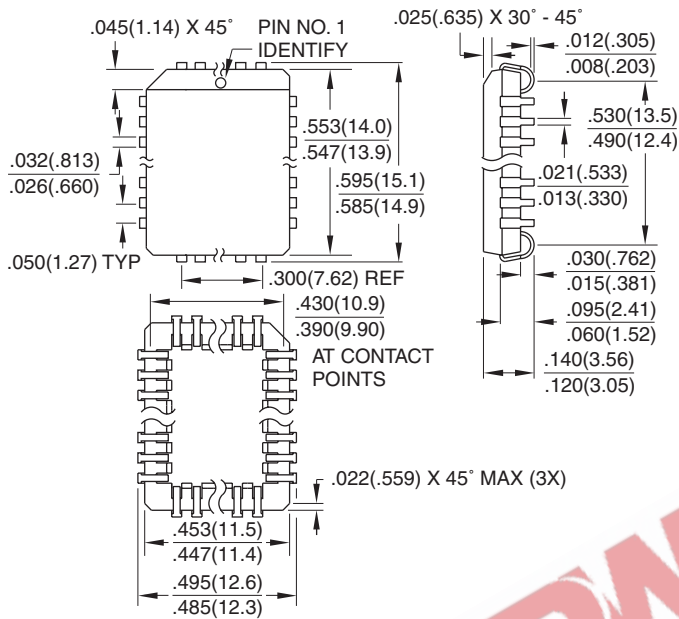 .045(1.14) X 45°
PIN NO. 1
IDENTIFY
.025(.635) X 30° - 45°
.012(.305)
.008(.203)
.553(14.0)
.547(13.9)
.530(13.5)
.490(12.4)
.032(.813)
.026(.660)
.595(15.1)
.585(14.9)
.021(.533)
.013(.330)
.050(1.27) TYP
.300(7.62) REF
.030(.762)
.015(.381)
.430(10.9)
.390(9.90)
AT CONTACT
POINTS
.095(2.41)
.060(1.52)
.140(3.56)
.120(3.05)
.022(.559) X 45° MAX (3X)
.453(11.5)
.447(11.4)
.495(12.6)
.485(12.3)